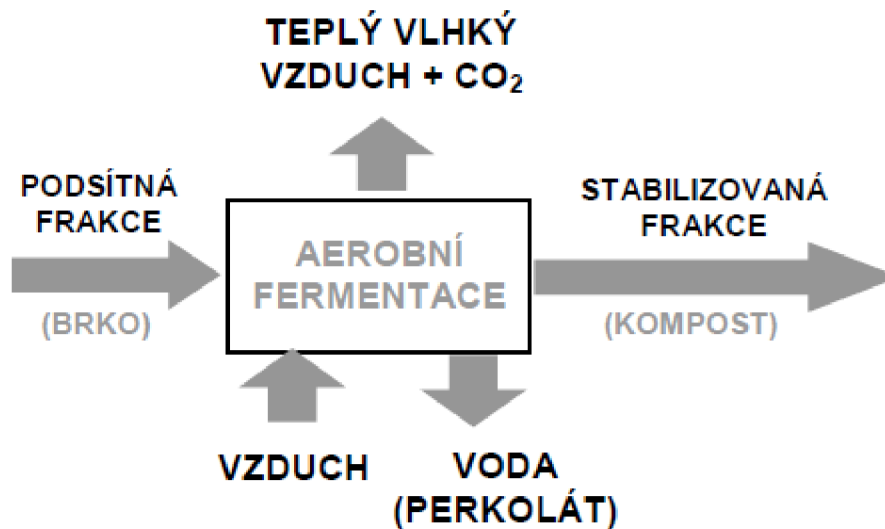 TEPLÝ VLHKÝ
VZDUCH + CO₂
PODSÍTNÁ
FRAKCE
(BRKO)
AEROBNÍ
FERMENTACE
STABILIZOVANÁ
FRAKCE
(KOMPOST)
VZDUCH
VODA
(PERKOLÁT)